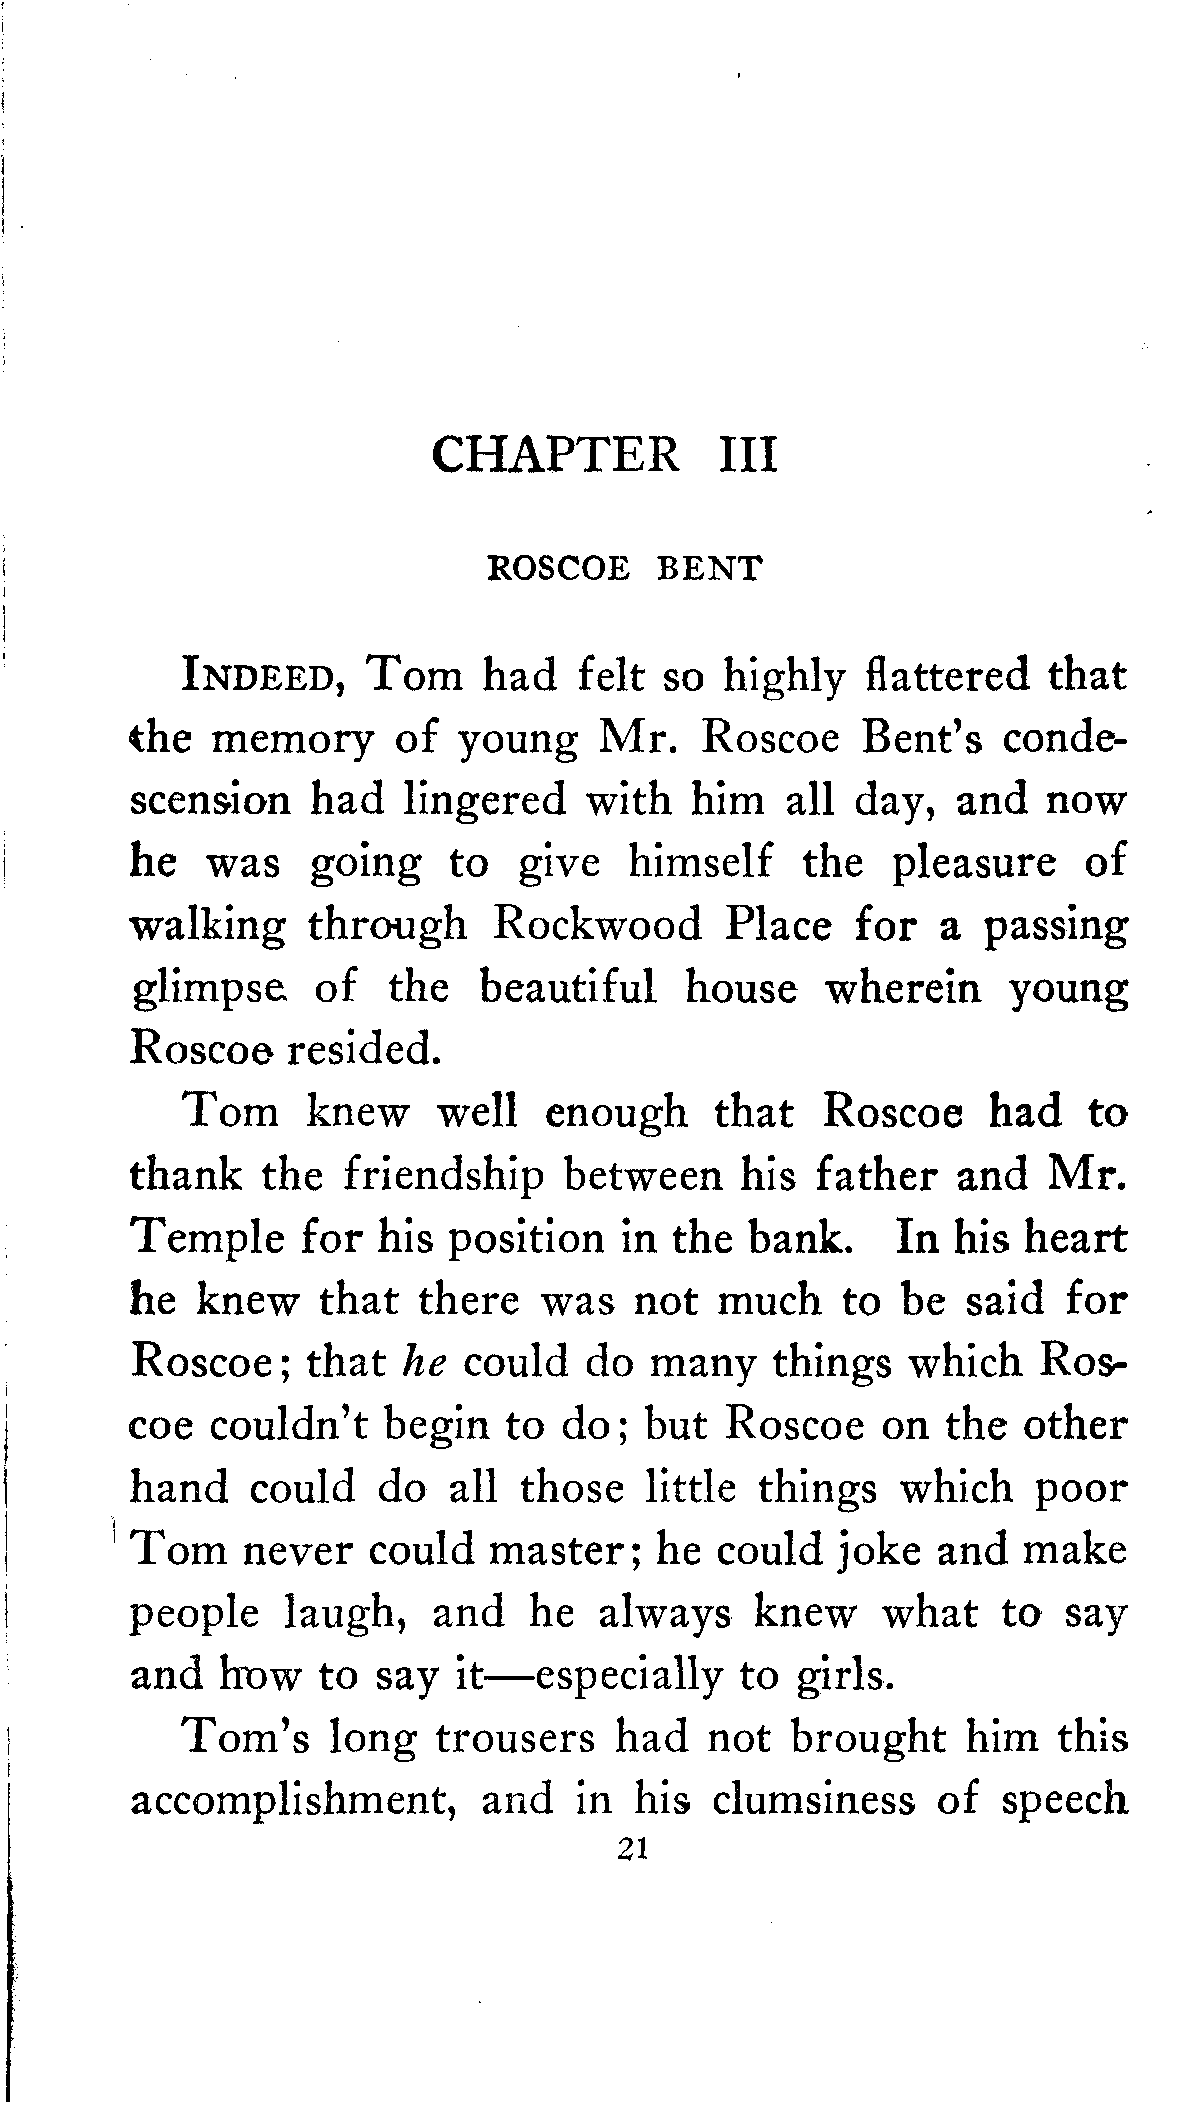 CHAPTER III
ROSCOE BENT
INDEED, Tom had felt so highly flattered that
the memory of young Mr. Roscoe Bent's conde-
scension had lingered with him all day, and now
he was going to give himself the pleasure of
walking through Rockwood Place for a passing
glimpse of the beautiful house wherein young
Roscoe resided.
Tom knew well enough that Roscoe had to
thank the friendship between his father and Mr.
Temple for his position in the bank. In his heart
he knew that there was not much to be said for
Roscoe; that he could do many things which Ros-
coe couldn't begin to do; but Roscoe on the other
hand could do all those little things which poor
Tom never could master; he could joke and make
people laugh, and he always knew what to say
and how to say it—especially to girls.
Tom's long trousers had not brought him this
accomplishment, and in his clumsiness of speech
21